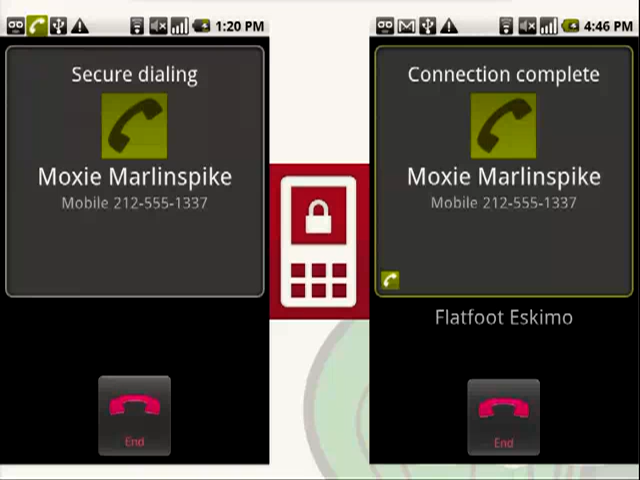 1:20 PM
Secure dialing
Moxie Marlinspike
Mobile 212-555-1337
End
4:46 PM
Connection complete
Moxie Marlinspike
Mobile 212-555-1337
Flatfoot Eskimo
End